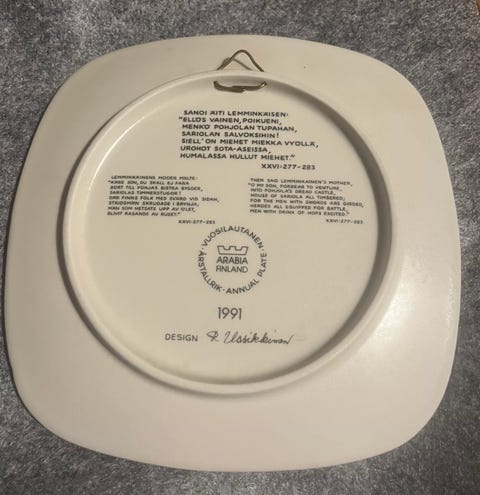 SANOI ÄITI LEMMINKÄISEN:
"ELLÖS VAINEN, POIKUENI,
MENKÖ POHJOLAN TUPAHAN,
SARIOLAN SALVOKSIHIN!
SIELL' ON MIEHET MIEKKA VYÖLLÄ,
UROHOT SOTA-ASEISSA,
HUMALASSA HULLUT MIEHET."
XXVI:277-283
LEMMINKÄINENS MODER MÄLTE:
"KÄRE SON, DU SKALL EJ FARA
BORT TILL POHJAS BISTRA BYGDER,
SARIOLAS TIMMERSTUGOR!
DÄR FINNS FOLK MED SVÄRD VID SIDAN,
STRIDSMÄN SKRUDADE I BRYNJA,
MÄN SOM HETSATS UPP AV ÖLET,
BLIVIT RASANDE AV RUSET."
XXVI:277-283
THEN SAID LEMMINKAINEN'S MOTHER,
"O MY SON, FORBEAR TO VENTURE,
INTO POHJOLA'S DREAD CASTLE,
HOUSE OF SARIOLA ALL TIMBERED;
FOR THE MEN WITH SWORDS ARE GIRDED,
HEROES ALL EQUIPPED FOR BATTLE,
MEN WITH DRINK OF HOPS EXCITED."
XXVI:277-283
VUOSILAUTANEN·
ÅRSTALLRIK·ANNUAL PLATE·
ARABIA
FINLAND
1991
DESIGN R Uosikkinen